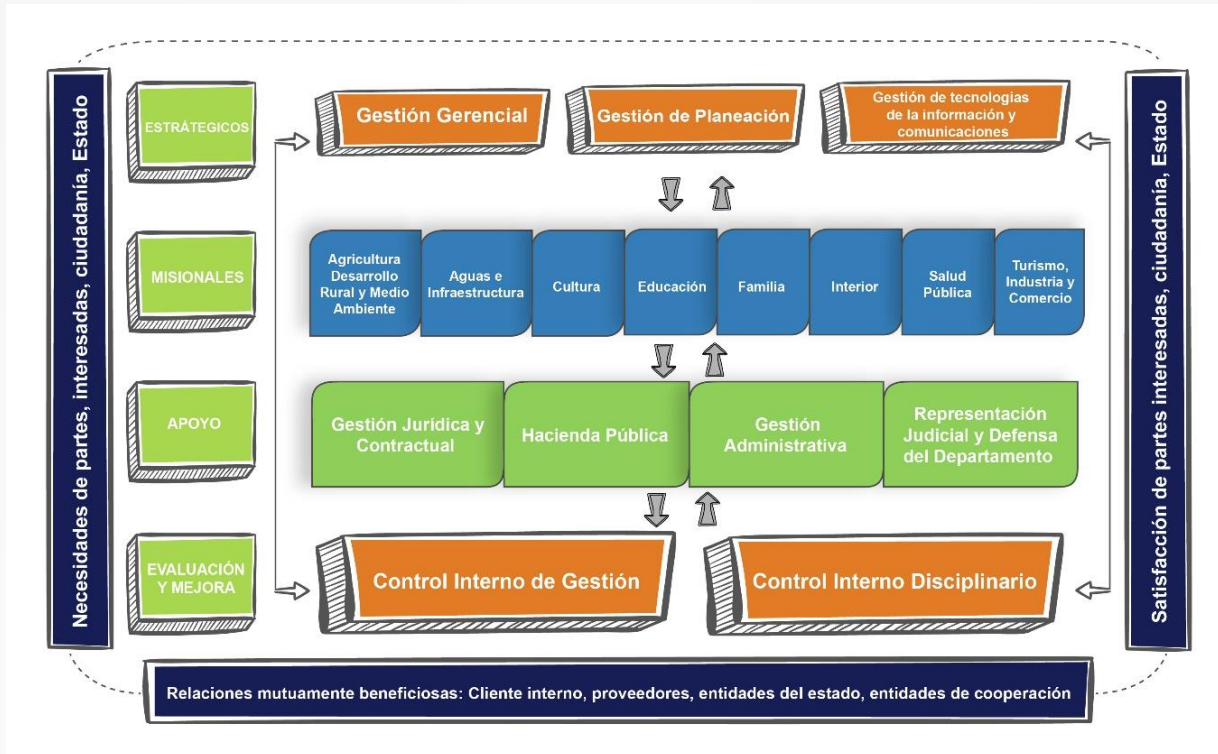 Necesidades de partes, interesadas, ciudadanía, Estado
ESTRÁTEGICOS
Gestión Gerencial
Gestión de Planeación
Gestión de tecnologias
de la información y
comunicaciones
MISIONALES
Agricultura
Desarrollo
Rural y Medio
Ambiente
Aguas e
Infraestructura
Cultura
Educación
Familia
Interior
Salud
Pública
Turismo,
Industria y
Comercio
APOYO
Gestión Jurídica y
Contractual
Hacienda Pública
Gestión
Administrativa
Representación
Judicial y Defensa
del Departamento
EVALUACIÓN
Y MEJORA
Control Interno de Gestión
Control Interno Disciplinario
Satisfacción de partes interesadas, ciudadanía, Estado
Relaciones mutuamente beneficiosas: Cliente interno, proveedores, entidades del estado, entidades de cooperación